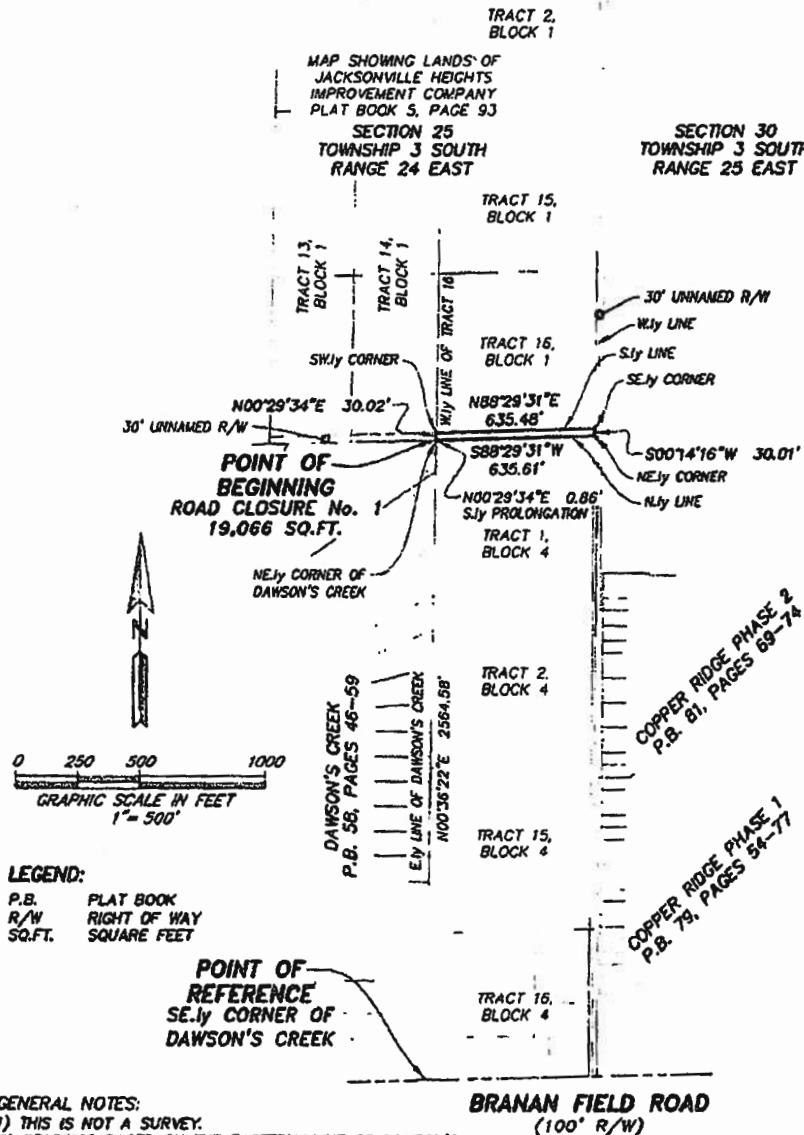 TRACT 2,
BLOCK 1
MAP SHOWING LANDS OF
JACKSONVILLE HEIGHTS
IMPROVEMENT COMPANY
PLAT BOOK 5, PAGE 93
SECTION 25
TOWNSHIP 3 SOUTH
RANGE 24 EAST
SECTION 30
TOWNSHIP 3 SOUTH
RANGE 25 EAST
TRACT 15,
BLOCK 1
TRACT 13,
BLOCK 1
TRACT 14,
BLOCK 1
W.ly LINE OF TRACT 16
30' UNNAMED R/W
W.ly LINE
S.ly LINE
SE.ly CORNER
TRACT 16,
BLOCK 1
SW.ly CORNER
N00°29'34"E 30.02'
N88°29'31"E
635.48'
30' UNNAMED R/W
S88°29'31"W
635.61'
S00°14'16"W 30.01'
NE.ly CORNER
N.ly LINE
POINT OF
BEGINNING
ROAD CLOSURE No. 1
19,066 SQ.FT.
N00°29'34"E 0.86'
S.ly PROLONGATION
TRACT 1,
BLOCK 4
NE.ly CORNER OF
DAWSON'S CREEK
N
TRACT 2,
BLOCK 4
COPPER RIDGE PHASE 2
P.B. 81, PAGES 69-74
DAWSON'S CREEK
P.B. 58, PAGES 46-59
E.ly LINE OF DAWSON'S CREEK
N00°36'22"E 2564.58'
0 250 500 1000
GRAPHIC SCALE IN FEET
1"= 500'
TRACT 15,
BLOCK 4
COPPER RIDGE PHASE 1
P.B. 79, PAGES 54-77
LEGEND:
P.B. PLAT BOOK
R/W RIGHT OF WAY
SQ.FT. SQUARE FEET
POINT OF
REFERENCE
SE.ly CORNER OF
DAWSON'S CREEK
TRACT 16,
BLOCK 4
BRANAN FIELD ROAD
(100' R/W)
GENERAL NOTES:
1) THIS IS NOT A SURVEY.